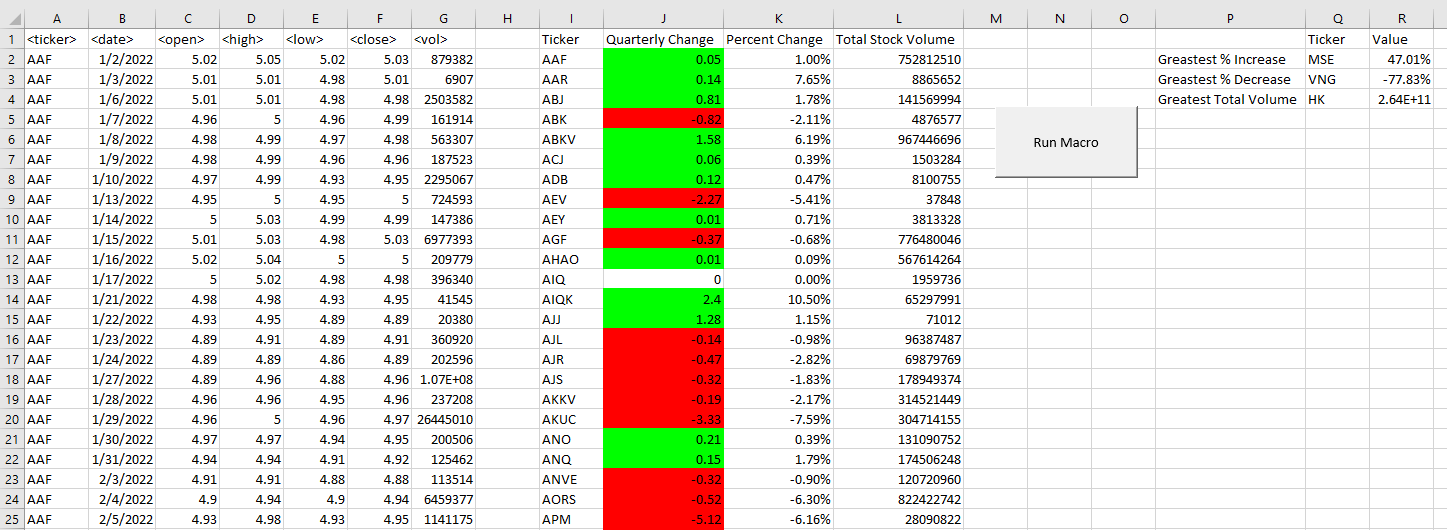 A B C D E F G H I J K L M N O P Q R
1 <ticker> <date> <open> <high> <low> <close> <vol> Ticker Quarterly Change Percent Change Total Stock Volume Ticker Value
2 AAF 1/2/2022 5.02 5.05 5.02 5.03 879382 AAF 0.05 1.00% 752812510 Greastest % Increase MSE 47.01%
3 AAF 1/3/2022 5.01 5.01 4.98 5.01 6907 AAR 0.14 7.65% 8865652 Greastest % Decrease VNG -77.83%
4 AAF 1/6/2022 5.01 5.01 4.98 4.98 2503582 ABJ 0.81 1.78% 141569994 Greatest Total Volume HK 2.64E+11
5 AAF 1/7/2022 4.96 5 4.96 4.99 161914 ABK -0.82 -2.11% 4876577
6 AAF 1/8/2022 4.98 4.99 4.97 4.98 563307 ABKV 1.58 6.19% 967446696
Run Macro
7 AAF 1/9/2022 4.98 4.99 4.96 4.96 187523 ACJ 0.06 0.39% 1503284
8 AAF 1/10/2022 4.97 4.99 4.93 4.95 2295067 ADB 0.12 0.47% 8100755
9 AAF 1/13/2022 4.95 5 4.95 5 724593 AEV -2.27 -5.41% 37848
10 AAF 1/14/2022 5 5.03 4.99 4.99 147386 AEY 0.01 0.71% 3813328
11 AAF 1/15/2022 5.01 5.03 4.98 5.03 6977393 AGF -0.37 -0.68% 776480046
12 AAF 1/16/2022 5.02 5.04 5 5 209779 AHAO 0.01 0.09% 567614264
13 AAF 1/17/2022 5 5.02 4.98 4.98 396340 AIQ 0 0.00% 1959736
14 AAF 1/21/2022 4.98 4.98 4.93 4.95 41545 AIQK 2.4 10.50% 65297991
15 AAF 1/22/2022 4.93 4.95 4.89 4.89 20380 AJJ 1.28 1.15% 71012
16 AAF 1/23/2022 4.89 4.91 4.89 4.91 360920 AJL -0.14 -0.98% 96387487
17 AAF 1/24/2022 4.89 4.89 4.86 4.89 202596 AJR -0.47 -2.82% 69879769
18 AAF 1/27/2022 4.89 4.96 4.88 4.96 1.07E+08 AJS -0.32 -1.83% 178949374
19 AAF 1/28/2022 4.96 4.96 4.95 4.96 237208 AKKV -0.19 -2.17% 314521449
20 AAF 1/29/2022 4.96 5 4.96 4.97 26445010 AKUC -3.33 -7.59% 304714155
21 AAF 1/30/2022 4.97 4.97 4.94 4.95 200506 ANO 0.21 0.39% 131090752
22 AAF 1/31/2022 4.94 4.94 4.91 4.92 125462 ANQ 0.15 1.79% 174506248
23 AAF 2/3/2022 4.91 4.91 4.88 4.88 113514 ANVE -0.32 -0.90% 120720960
24 AAF 2/4/2022 4.9 4.94 4.9 4.94 6459377 AORS -0.52 -6.30% 822422742
25 AAF 2/5/2022 4.93 4.98 4.93 4.95 1141175 APM -5.12 -6.16% 28090822